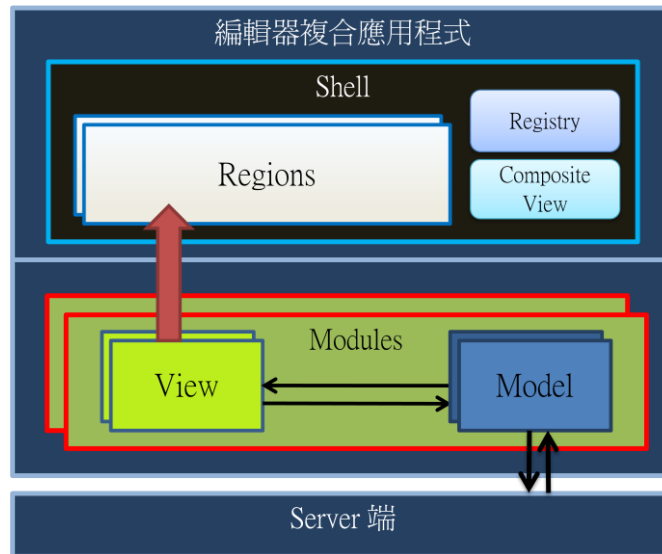 編輯器複合應用程式
Shell
Registry
Regions
Composite
View
Modules
View
Model
Server 端